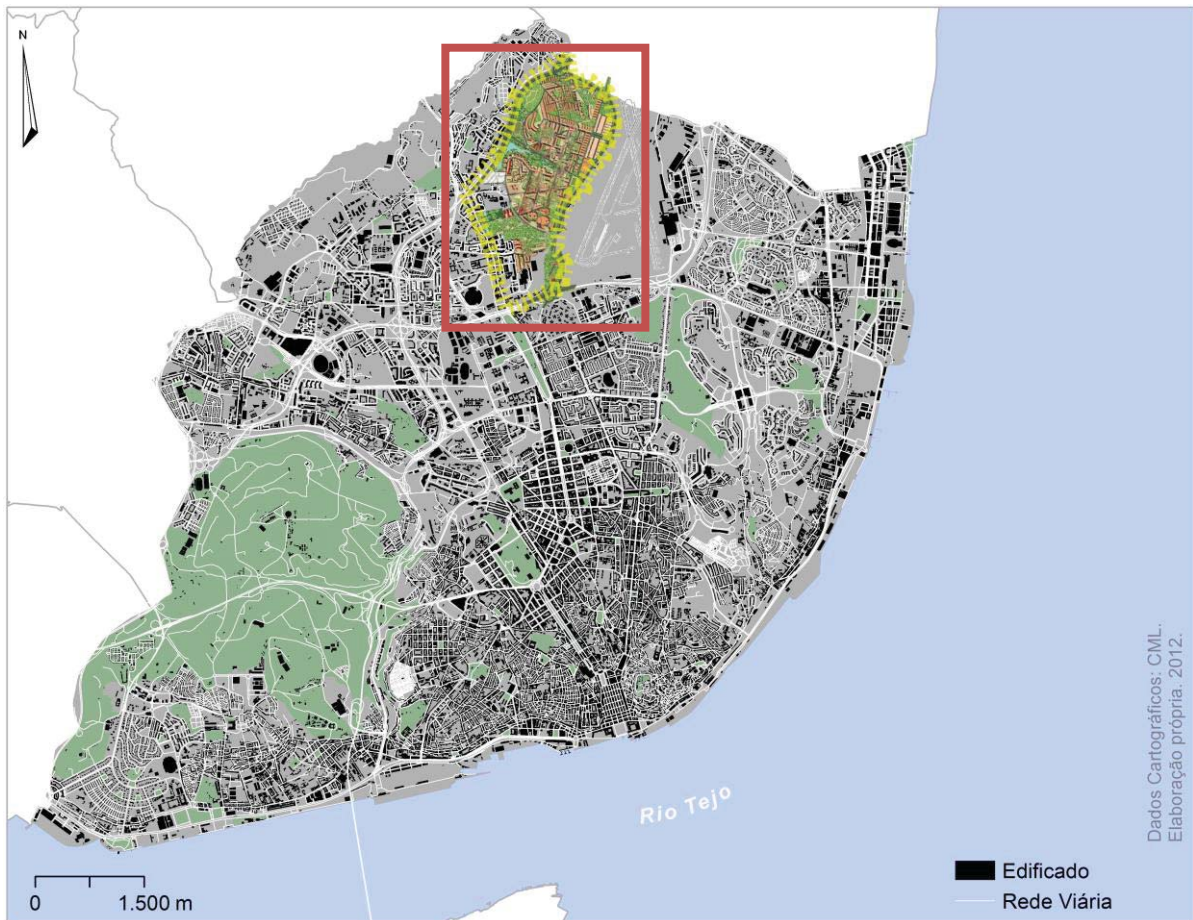 N
Rio Tejo
Dados Cartográficos: CML.
Elaboração própria. 2012.
0 1.500 m
Edificado
Rede Viária